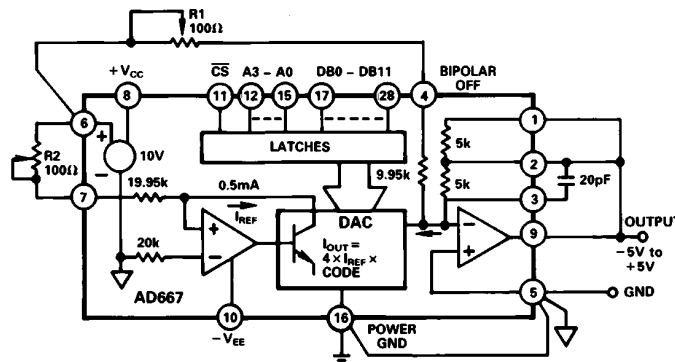 R1
100Ω
+VCC
CS
A3 – A0
DB0 – DB11
BIPOLAR
OFF
8
11
12
15
17
28
4
6
+
–
10V
LATCHES
1
5k
2
5k
20pF
3
R2
100Ω
7
19.95k
0.5mA
IREF
9.95k
DAC
IOUT =
4 × IREF ×
CODE
+
–
20k
–
+
9
OUTPUT
–5V to
+5V
5
GND
AD667
10
–VEE
16
POWER
GND